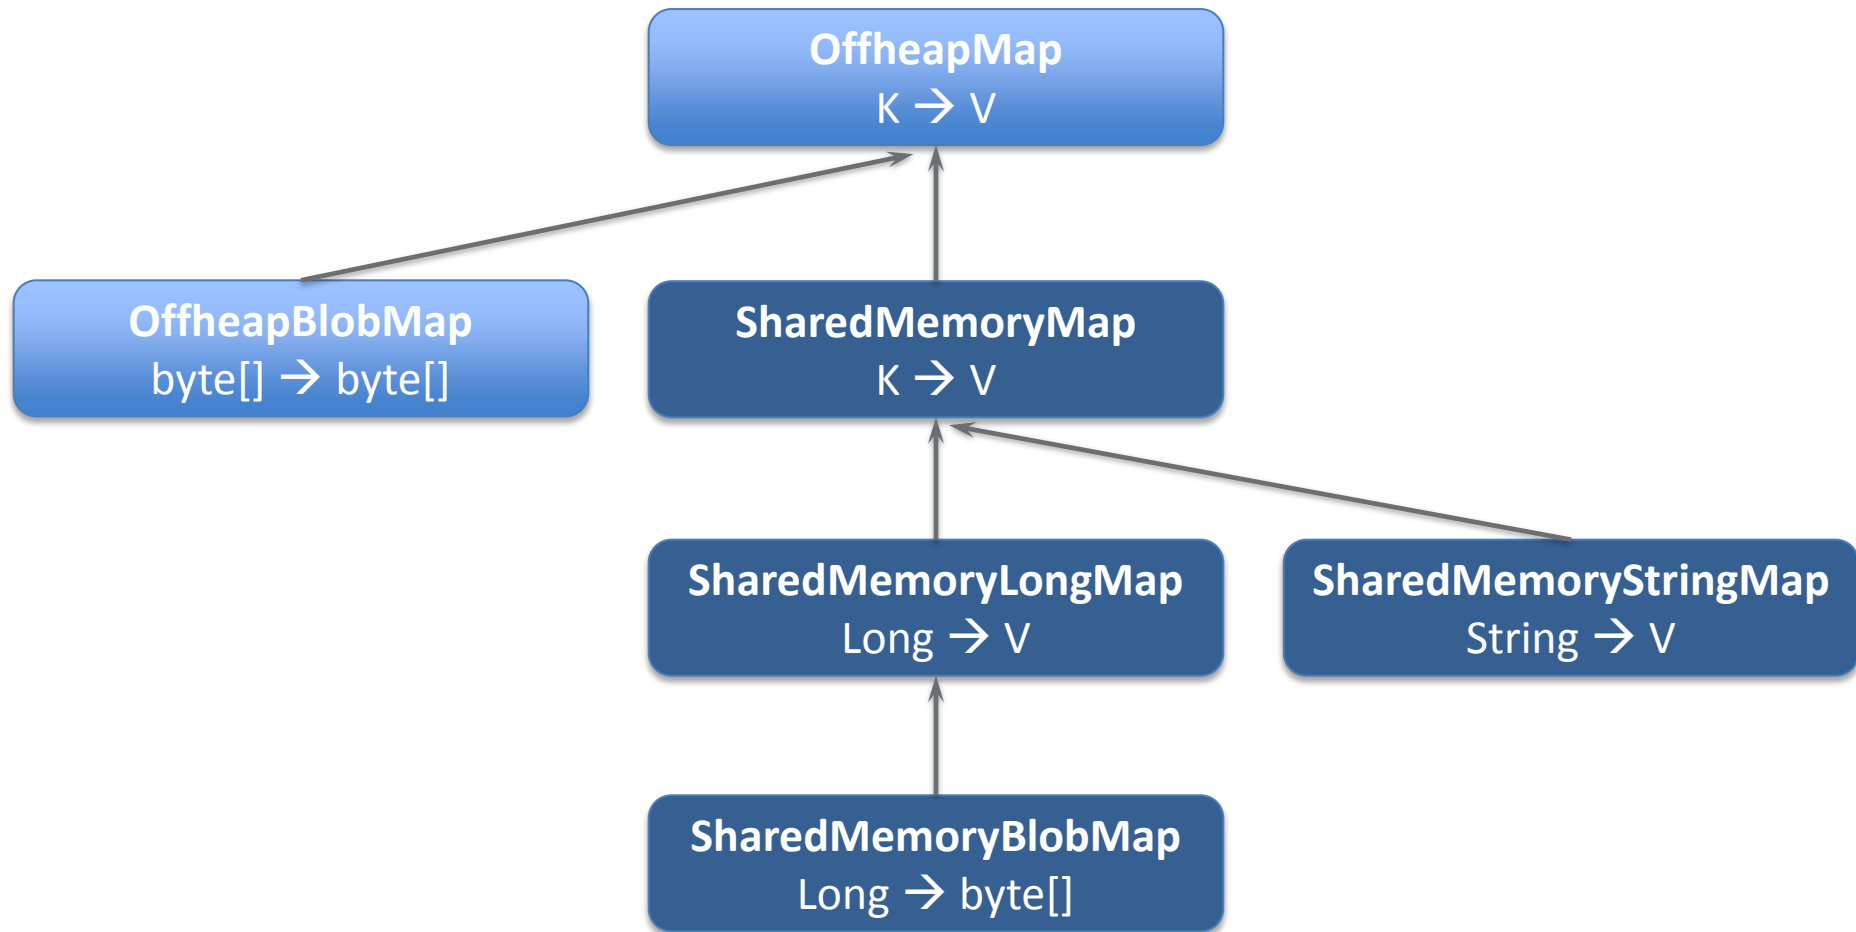 OffheapMap
K → V
OffheapBlobMap
byte[] → byte[]
SharedMemoryMap
K → V
SharedMemoryLongMap
Long → V
SharedMemoryStringMap
String → V
SharedMemoryBlobMap
Long → byte[]